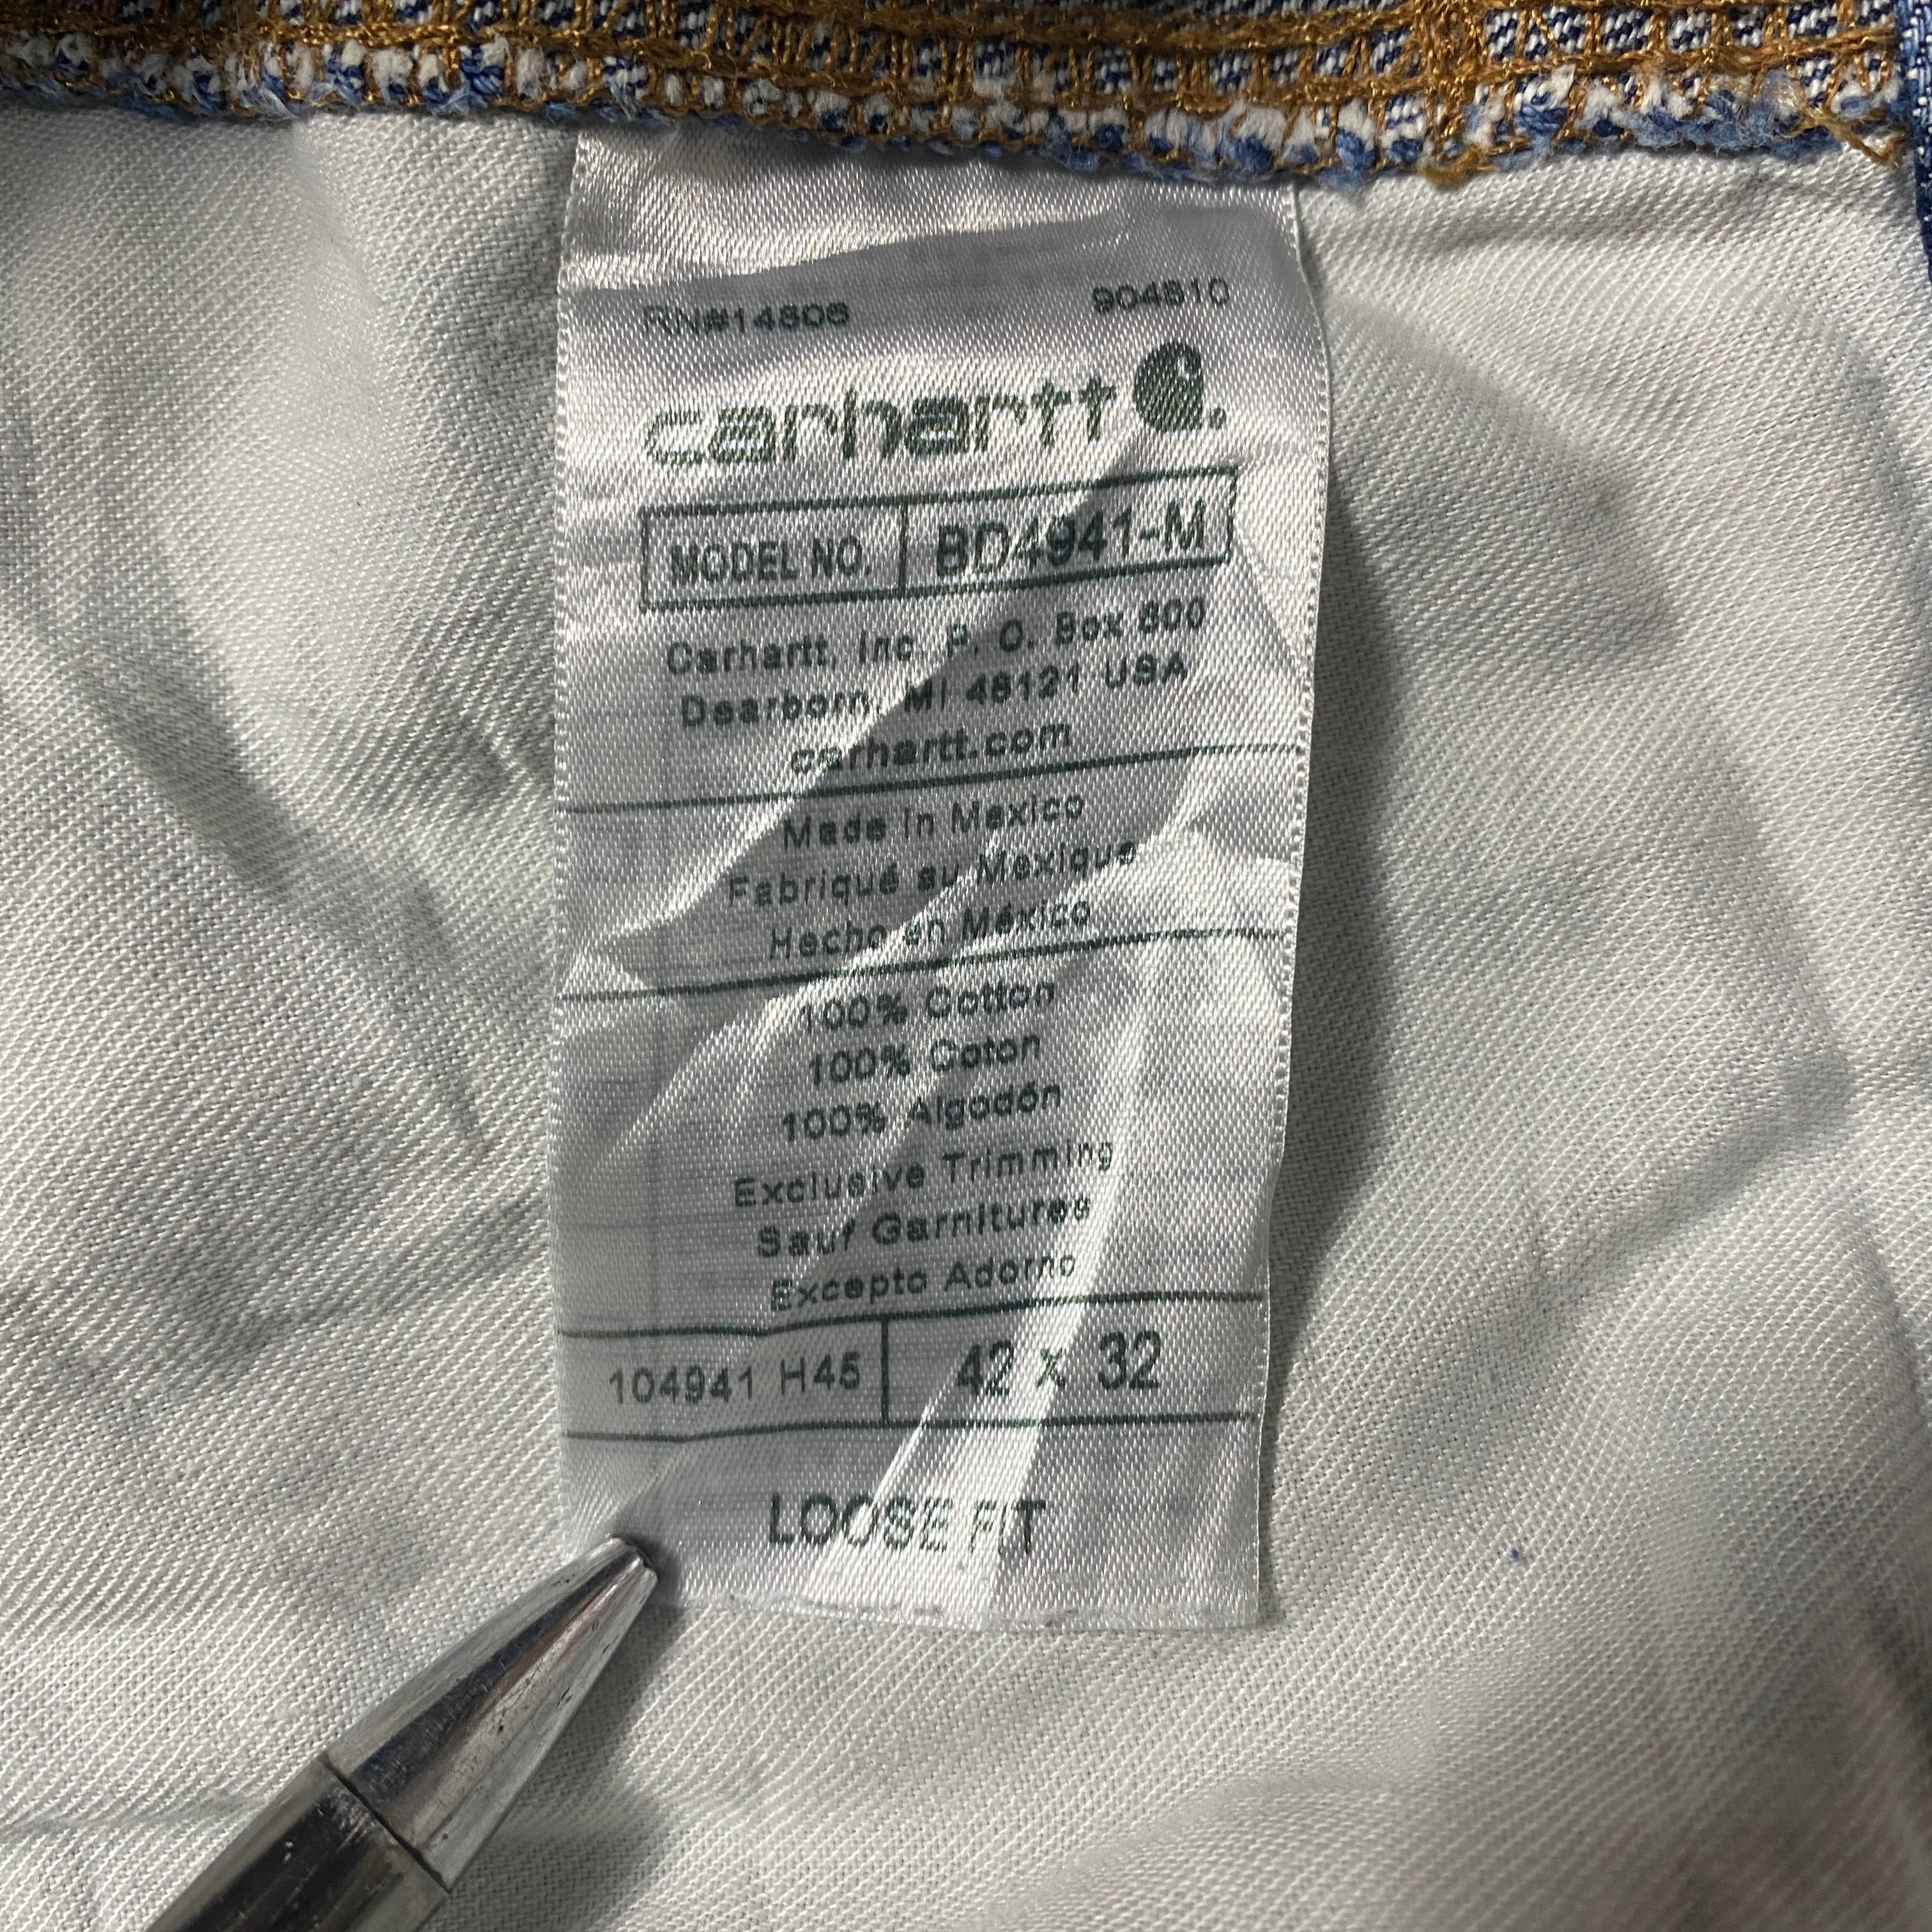 RN#14806 904810
carhartt
MODEL NO. BD4941-M
Carhartt, Inc P. O. Box 600
Dearborn, MI 48121 USA
carhartt.com
Made in Mexico
Fabriqué au Mexique
Hecho en México
100% Cotton
100% Coton
100% Algodón
Exclusive Trimming
Sauf Garnitures
Excepto Adorno
104941 H45 42 x 32
LOOSE FIT